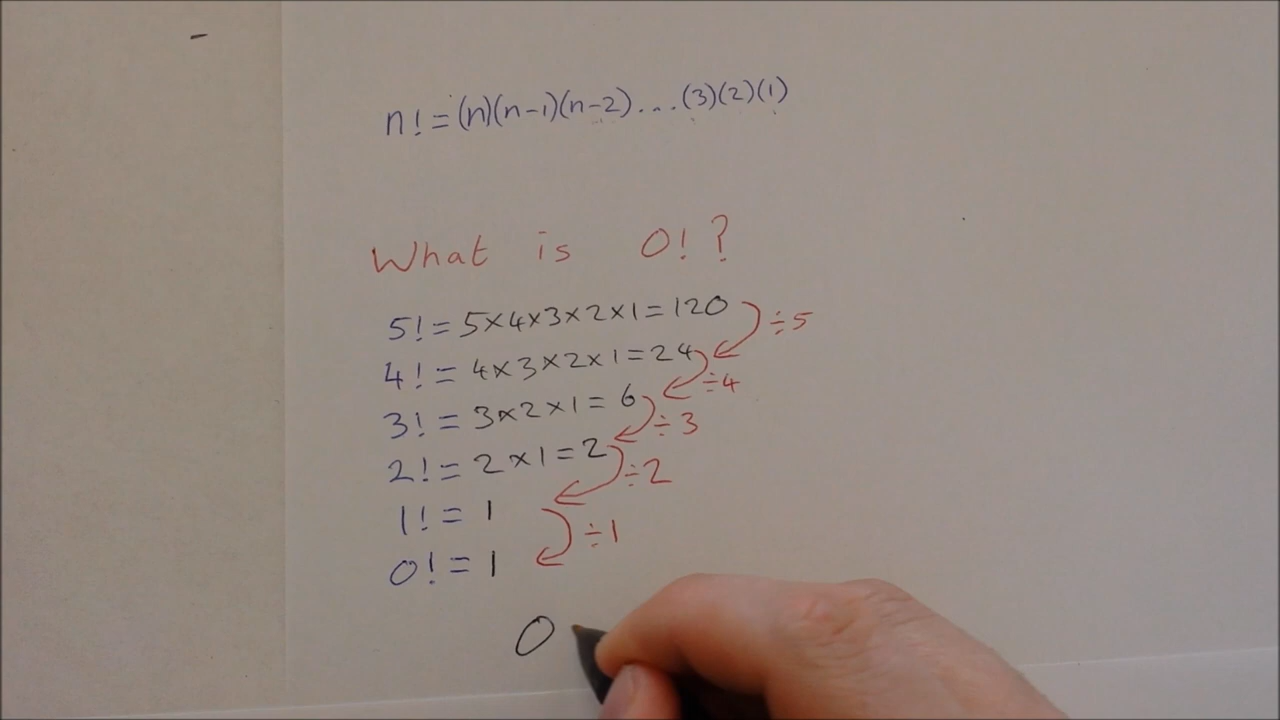 n! = (n)(n-1)(n-2)...(3)(2)(1)
What is 0!?
5! = 5×4×3×2×1 = 120 ÷5
4! = 4×3×2×1 = 24 ÷4
3! = 3×2×1 = 6 ÷3
2! = 2×1 = 2 ÷2
1! = 1 ÷1
0! = 1
0